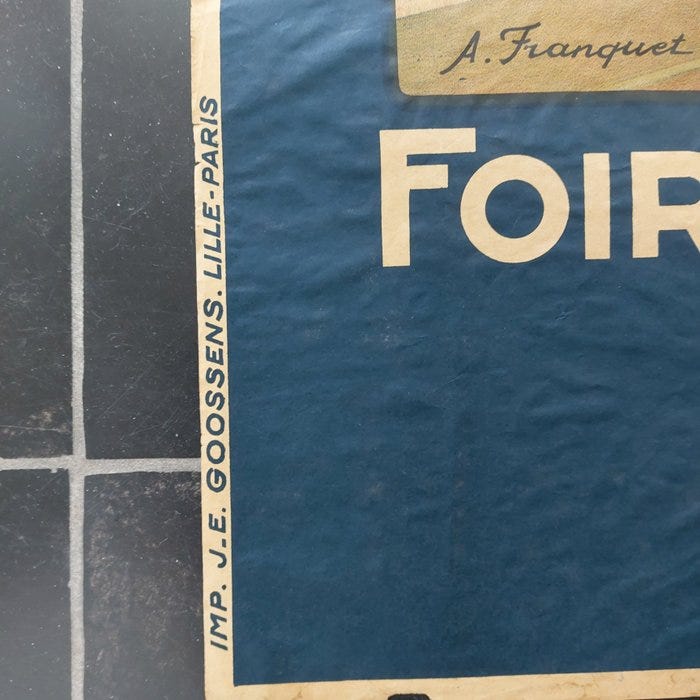 A. Franquet
FOIR
IMP. J.E. GOOSSENS. LILLE-PARIS